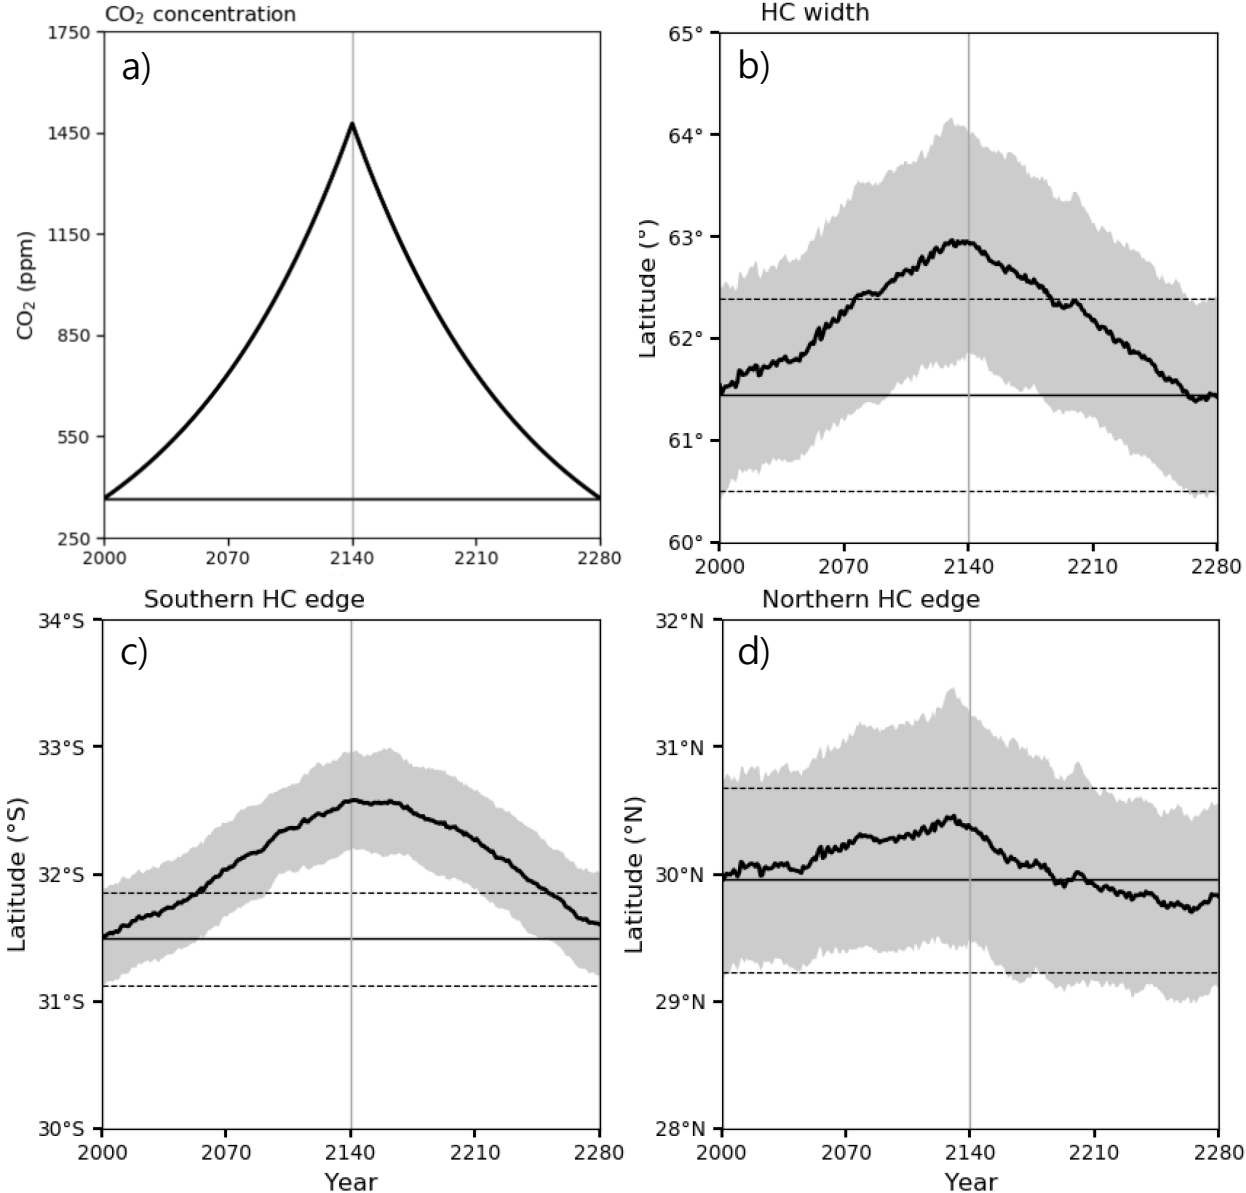 CO₂ concentration
a)
CO₂ (ppm)
1750
1450
1150
850
550
250
2000 2070 2140 2210 2280
HC width
b)
Latitude (°)
65°
64°
63°
62°
61°
60°
2000 2070 2140 2210 2280
Southern HC edge
c)
Latitude (°S)
34°S
33°S
32°S
31°S
30°S
2000 2070 2140 2210 2280
Year
Northern HC edge
d)
Latitude (°N)
32°N
31°N
30°N
29°N
28°N
2000 2070 2140 2210 2280
Year